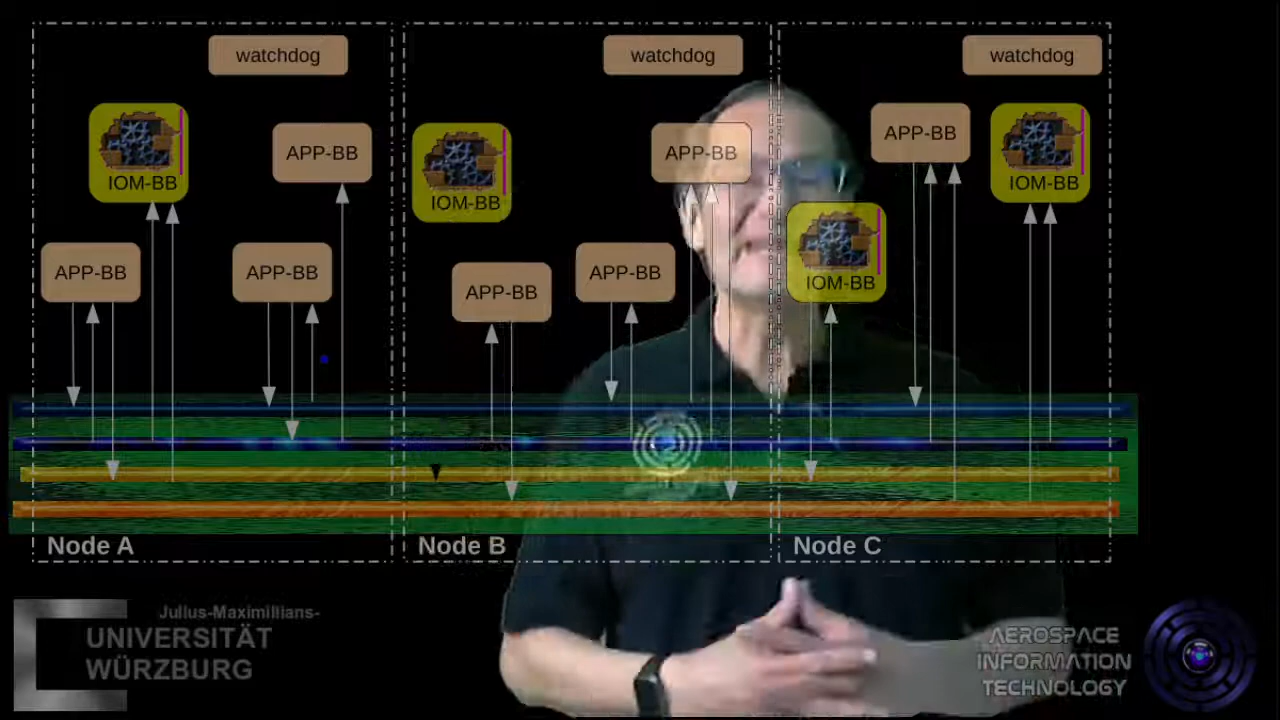 watchdog
watchdog
watchdog
APP-BB
APP-BB
APP-BB
IOM-BB
IOM-BB
IOM-BB
APP-BB
APP-BB
APP-BB
APP-BB
IOM-BB
Node A
Node B
Node C
Julius-Maximillians-
UNIVERSITÄT
WÜRZBURG
AEROSPACE
INFORMATION
TECHNOLOGY